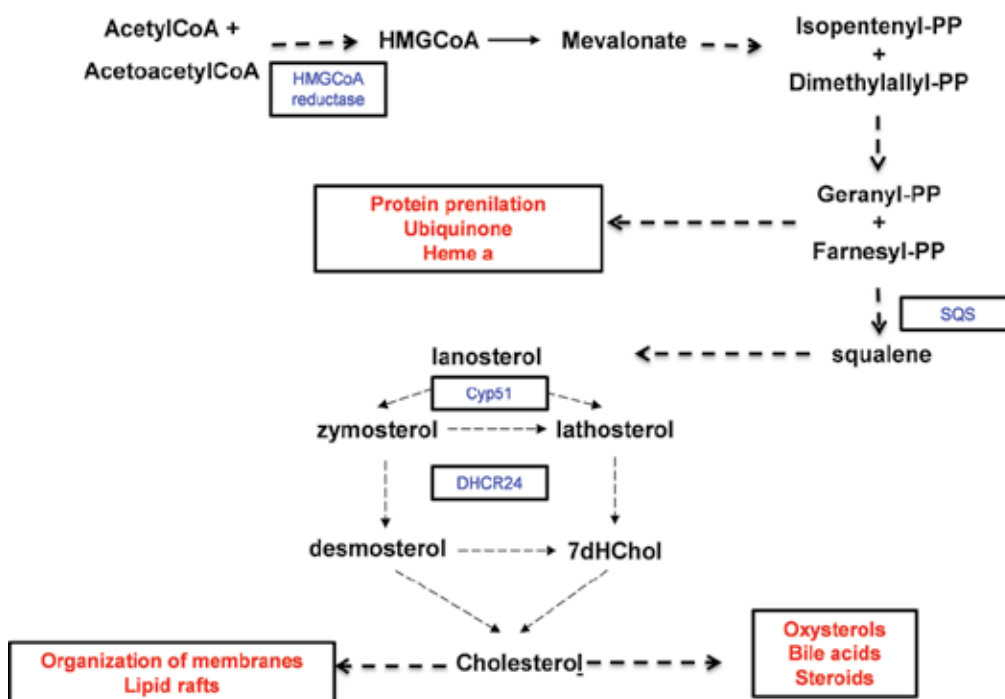 AcetylCoA +
AcetoacetylCoA
HMGCoA
reductase
HMGCoA
Mevalonate
Isopentenyl-PP
+
Dimethylallyl-PP
Geranyl-PP
+
Farnesyl-PP
Protein prenilation
Ubiquinone
Heme a
SQS
squalene
lanosterol
Cyp51
zymosterol
lathosterol
DHCR24
desmosterol
7dHChol
Cholesterol
Organization of membranes
Lipid rafts
Oxysterols
Bile acids
Steroids